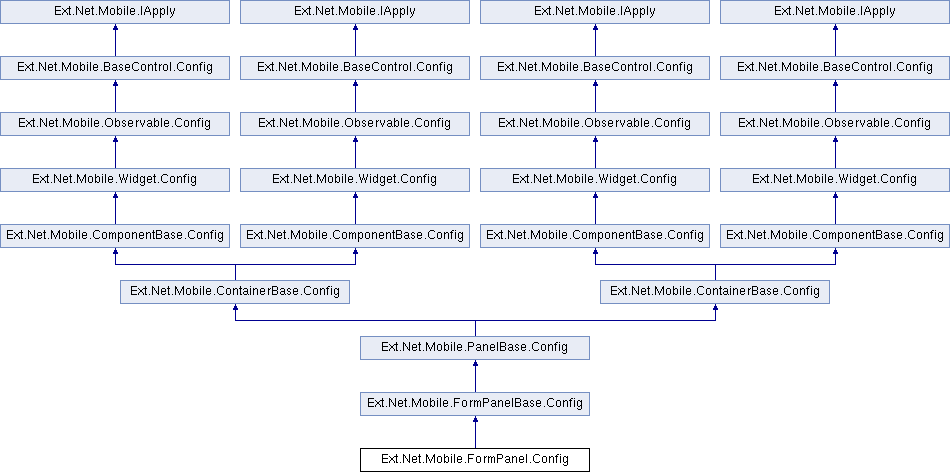 Ext.Net.Mobile.IApply Ext.Net.Mobile.IApply Ext.Net.Mobile.IApply Ext.Net.Mobile.IApply
Ext.Net.Mobile.BaseControl.Config Ext.Net.Mobile.BaseControl.Config Ext.Net.Mobile.BaseControl.Config Ext.Net.Mobile.BaseControl.Config
Ext.Net.Mobile.Observable.Config Ext.Net.Mobile.Observable.Config Ext.Net.Mobile.Observable.Config Ext.Net.Mobile.Observable.Config
Ext.Net.Mobile.Widget.Config Ext.Net.Mobile.Widget.Config Ext.Net.Mobile.Widget.Config Ext.Net.Mobile.Widget.Config
Ext.Net.Mobile.ComponentBase.Config Ext.Net.Mobile.ComponentBase.Config Ext.Net.Mobile.ComponentBase.Config Ext.Net.Mobile.ComponentBase.Config
Ext.Net.Mobile.ContainerBase.Config Ext.Net.Mobile.ContainerBase.Config
Ext.Net.Mobile.PanelBase.Config
Ext.Net.Mobile.FormPanelBase.Config
Ext.Net.Mobile.FormPanel.Config